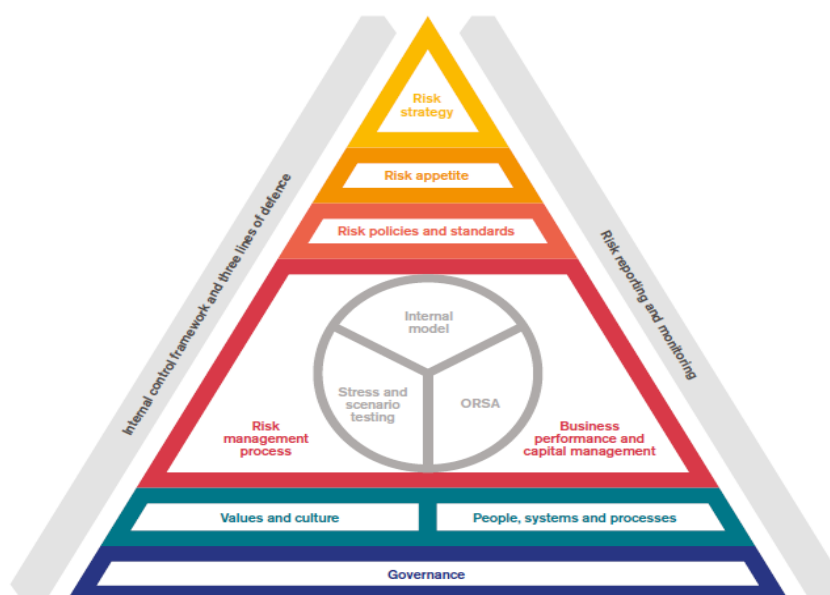 Risk
strategy
Risk appetite
Risk policies and standards
Internal control framework and three lines of defence
Risk reporting and monitoring
Internal
model
Stress and
scenario
testing
ORSA
Risk
management
process
Business
performance and
capital management
Values and culture
People, systems and processes
Governance